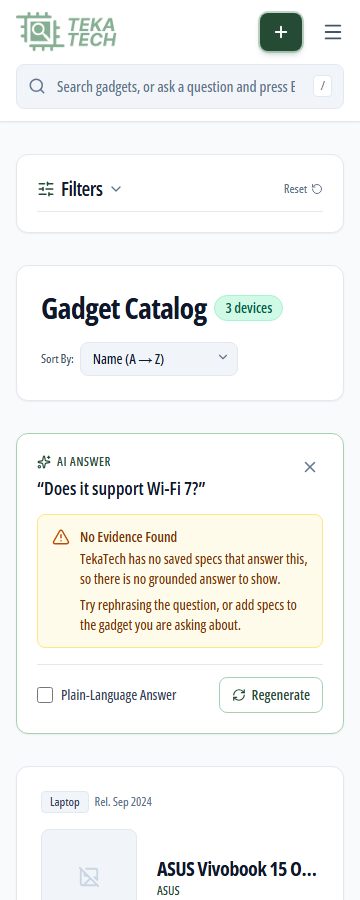 TEKA
TECH
+
Search gadgets, or ask a question and press E
/
Filters
Reset
Gadget Catalog
3 devices
Sort By:
Name (A → Z)
AI ANSWER
“Does it support Wi-Fi 7?”
No Evidence Found
TekaTech has no saved specs that answer this,
so there is no grounded answer to show.
Try rephrasing the question, or add specs to
the gadget you are asking about.
Plain-Language Answer
Regenerate
Laptop
Rel. Sep 2024
ASUS Vivobook 15 O...
ASUS